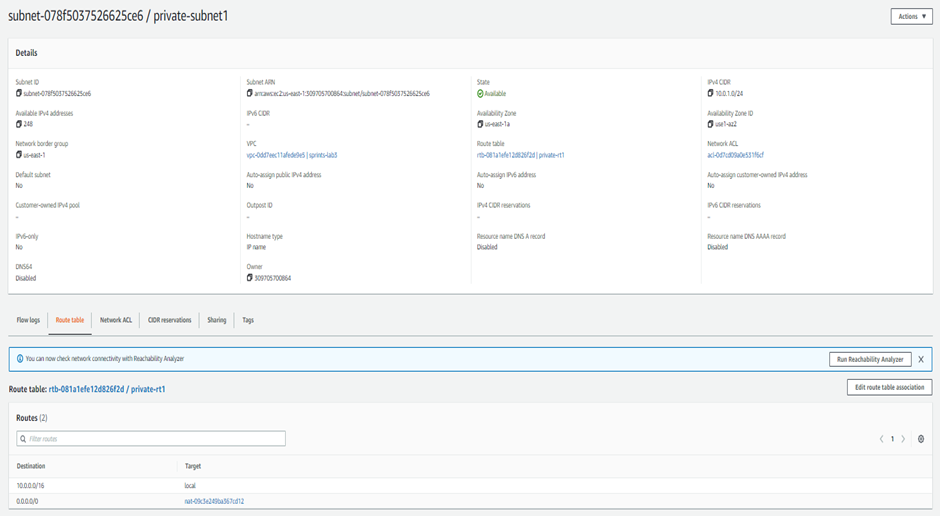 subnet-078f5037526625ce6 / private-subnet1
Actions
Details
Subnet ID
subnet-078f5037526625ce6
Subnet ARN
arn:aws:ec2:us-east-1:309705700864:subnet/subnet-078f5037526625ce6
State
Available
IPv4 CIDR
10.0.1.0/24
Available IPv4 addresses
248
IPv6 CIDR
–
Availability Zone
us-east-1a
Availability Zone ID
use1-az2
Network border group
us-east-1
VPC
vpc-0dd7eec11afede9e5 | sprints-lab3
Route table
rtb-081a1efe12d826f2d | private-rt1
Network ACL
acl-0d7cd09a0e531f6cf
Default subnet
No
Auto-assign public IPv4 address
No
Auto-assign IPv6 address
No
Auto-assign customer-owned IPv4 address
No
Customer-owned IPv4 pool
–
Outpost ID
–
IPv4 CIDR reservations
–
IPv6 CIDR reservations
–
IPv6-only
No
Hostname type
IP name
Resource name DNS A record
Disabled
Resource name DNS AAAA record
Disabled
DNS64
Disabled
Owner
309705700864
Flow logs
Route table
Network ACL
CIDR reservations
Sharing
Tags
You can now check network connectivity with Reachability Analyzer
Run Reachability Analyzer
Route table: rtb-081a1efe12d826f2d / private-rt1
Edit route table association
Routes (2)
Filter routes
1
Destination Target
10.0.0.0/16 local
0.0.0.0/0 nat-09c3e249ba367cd12